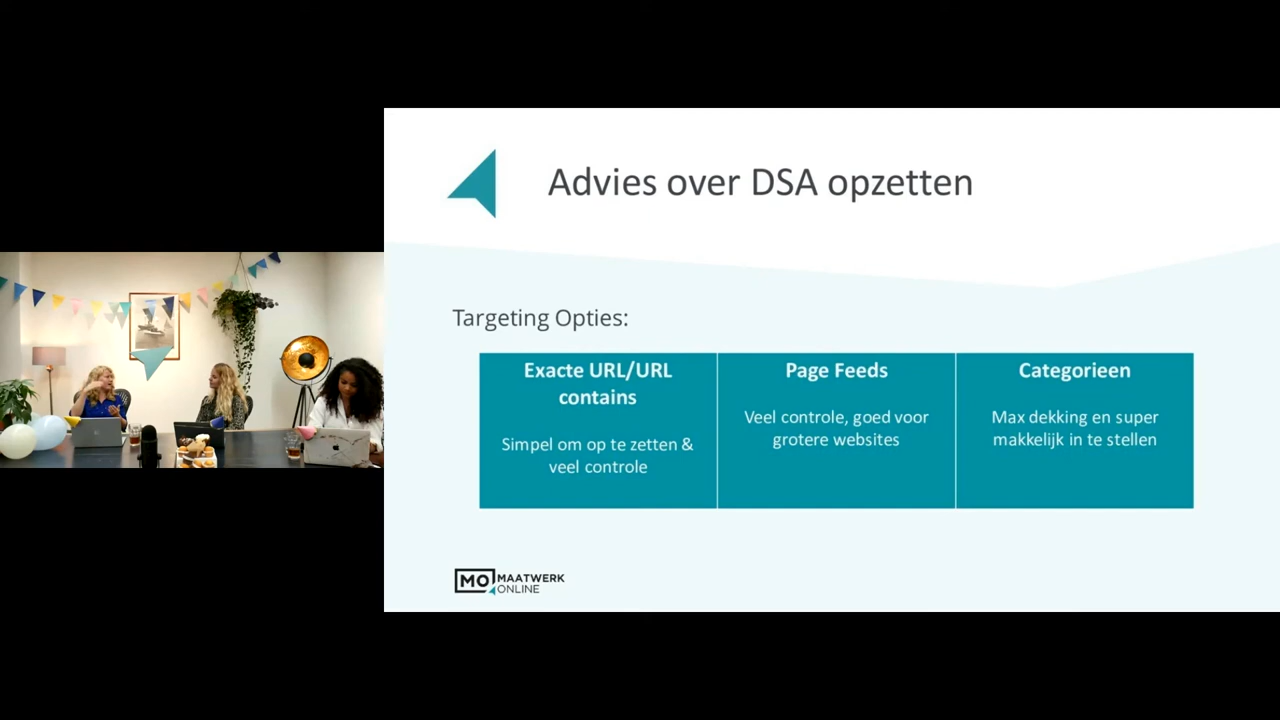 Advies over DSA opzetten
Targeting Opties:
Exacte URL/URL
contains
Simpel om op te zetten &
veel controle
Page Feeds
Veel controle, goed voor
grotere websites
Categorieen
Max dekking en super
makkelijk in te stellen
MO MAATWERK
ONLINE